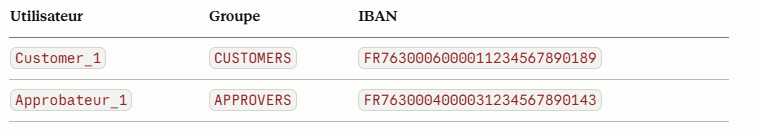 Utilisateur Groupe IBAN
Customer_1 CUSTOMERS FR7630006000011234567890189
Approbateur_1 APPROVERS FR7630004000031234567890143